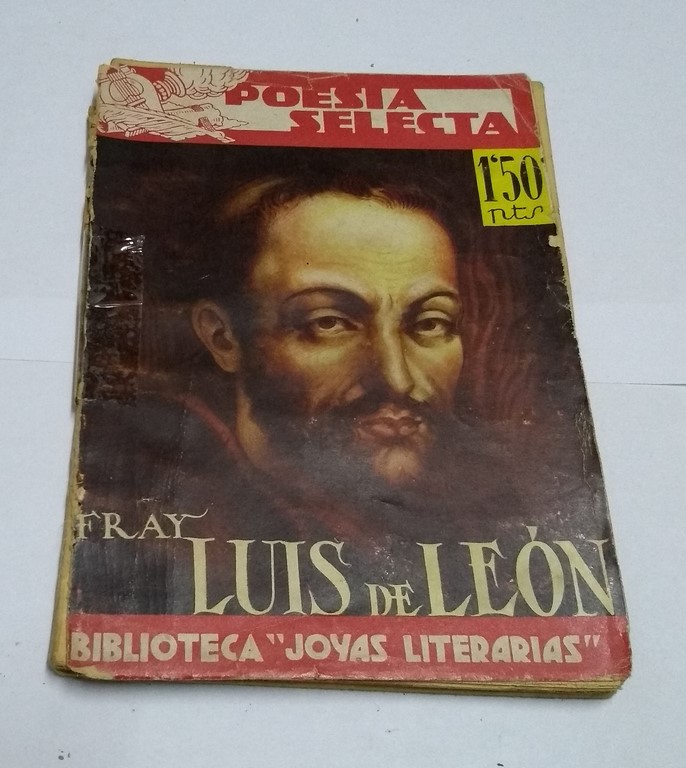 POESIA
SELECTA
1'50
pts
FRAY
LUIS DE LEÓN
BIBLIOTECA "JOYAS LITERARIAS"